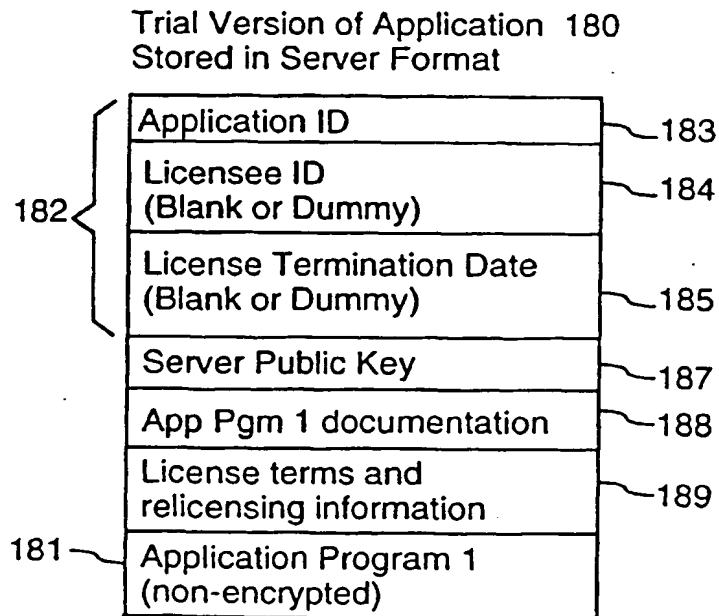 Trial Version of Application 180
Stored in Server Format
Application ID
183
Licensee ID
(Blank or Dummy)
184
182
License Termination Date
(Blank or Dummy)
185
Server Public Key
187
App Pgm 1 documentation
188
License terms and
relicensing information
189
181
Application Program 1
(non-encrypted)